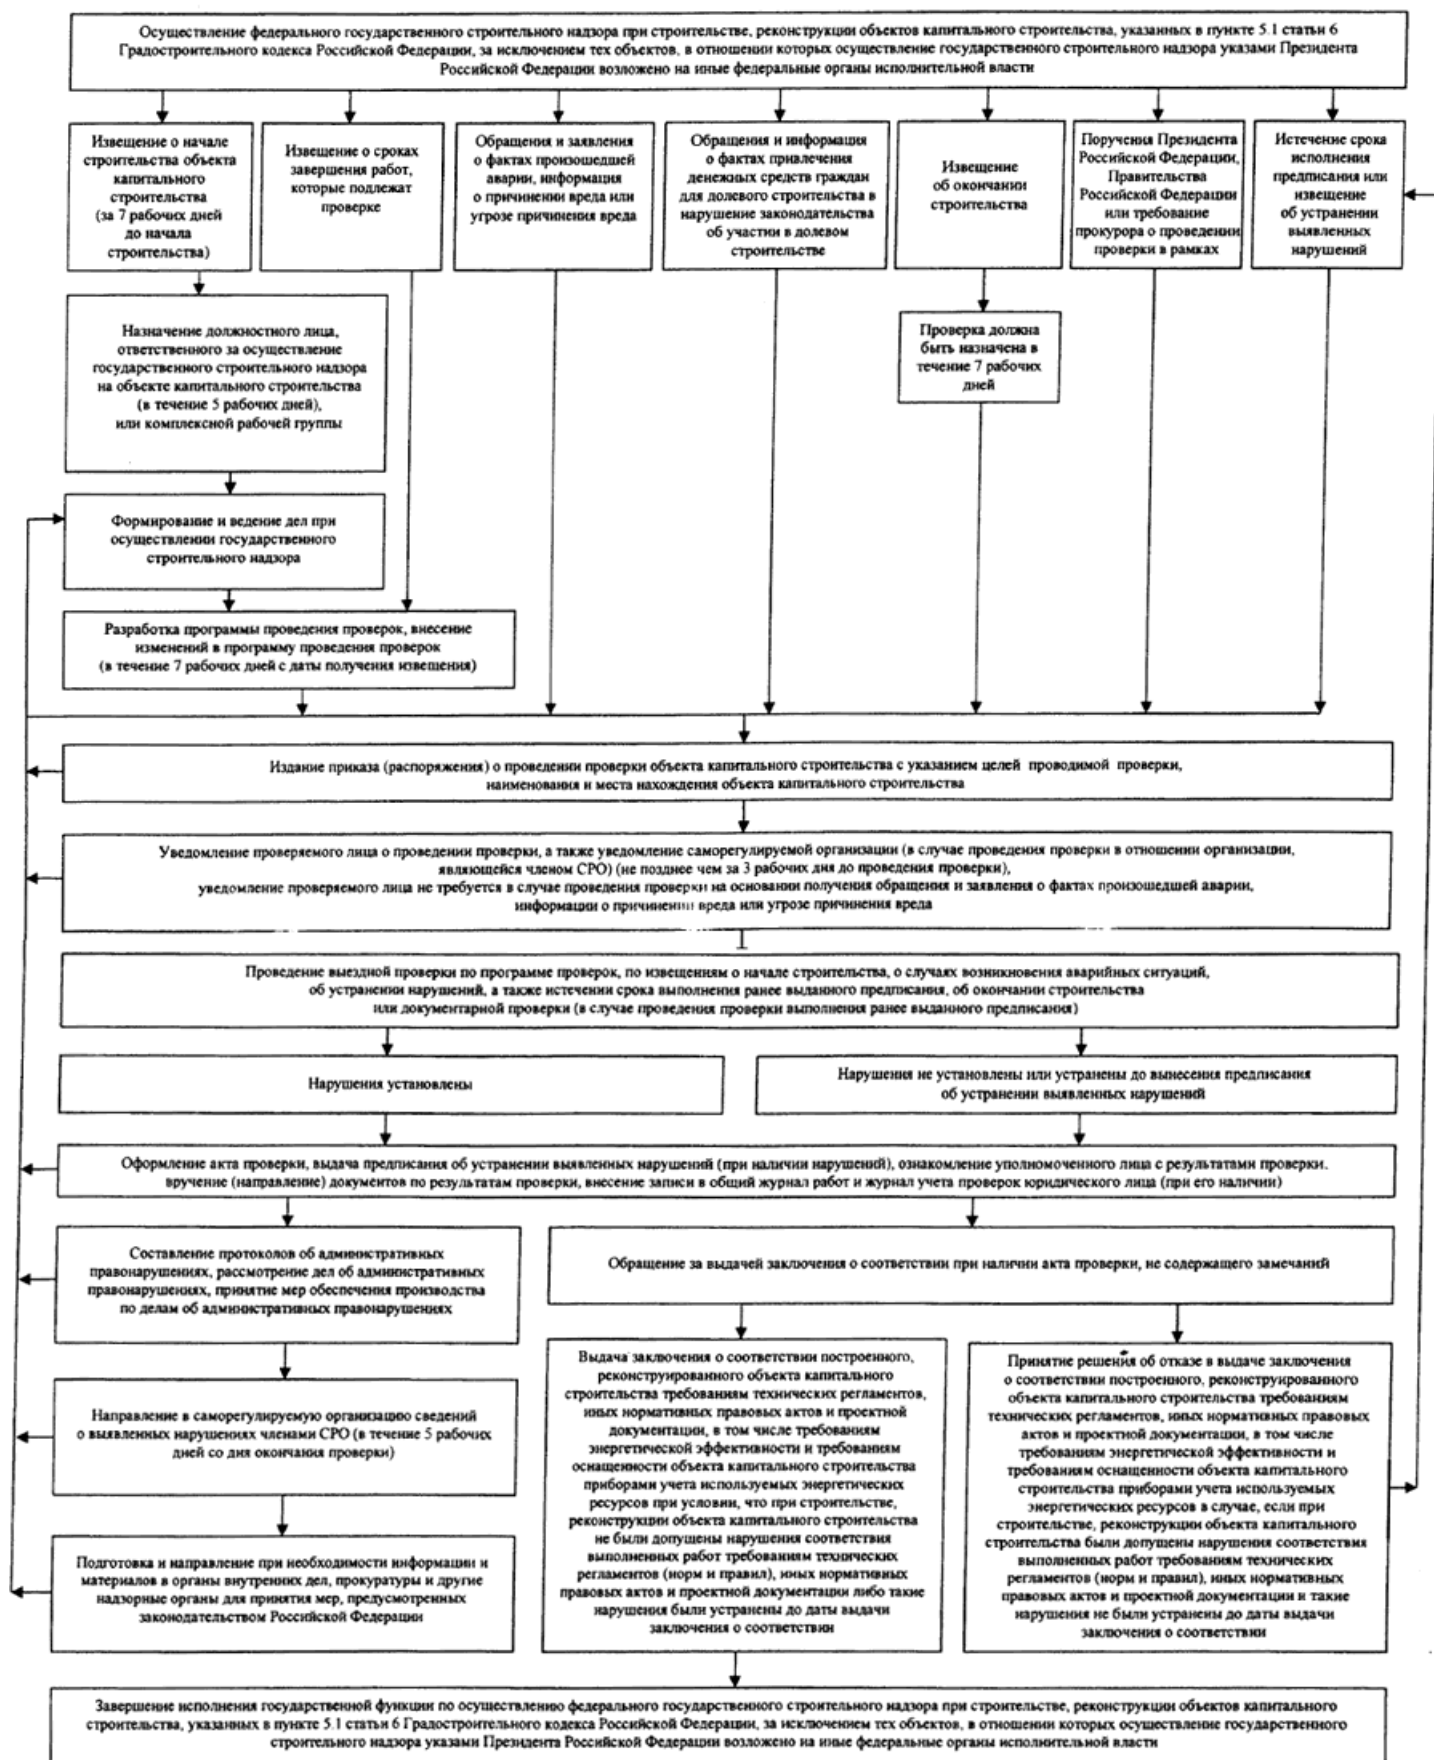 Осуществление федерального государственного строительного надзора при строительстве, реконструкции объектов капитального строительства, указанных в пункте 5.1 статьи 6
Градостроительного кодекса Российской Федерации, за исключением тех объектов, в отношении которых осуществление государственного строительного надзора указами Президента
Российской Федерации возложено на иные федеральные органы исполнительной власти
Извещение о начале
строительства объекта
капитального
строительства
(за 7 рабочих дней
до начала
строительства)
Извещение о сроках
завершения работ,
которые подлежат
проверке
Обращения и заявления
о фактах произошедшей
аварии, информация
о причинении вреда или
угрозе причинения вреда
Обращения и информация
о фактах привлечения
денежных средств граждан
для долевого строительства в
нарушение законодательства
об участии в долевом
строительстве
Извещение
об окончании
строительства
Поручения Президента
Российской Федерации,
Правительства
Российской Федерации
или требование
прокурора о проведении
проверки в рамках
Истечение срока
исполнения
предписания или
извещение
об устранении
выявленных
нарушений
Назначение должностного лица,
ответственного за осуществление
государственного строительного надзора
на объекте капитального строительства
(в течение 5 рабочих дней),
или комплексной рабочей группы
Проверка должна
быть назначена в
течение 7 рабочих
дней
Формирование и ведение дел при
осуществлении государственного
строительного надзора
Разработка программы проведения проверок, внесение
изменений в программу проведения проверок
(в течение 7 рабочих дней с даты получения извещения)
Издание приказа (распоряжения) о проведении проверки объекта капитального строительства с указанием целей проводимой проверки,
наименования и места нахождения объекта капитального строительства
Уведомление проверяемого лица о проведении проверки, а также уведомление саморегулируемой организации (в случае проведения проверки в отношении организации,
являющейся членом СРО) (не позднее чем за 3 рабочих дня до проведения проверки),
уведомление проверяемого лица не требуется в случае проведения проверки на основании получения обращения и заявления о фактах произошедшей аварии,
информации о причинении вреда или угрозе причинения вреда
Проведение выездной проверки по программе проверок, по извещениям о начале строительства, о случаях возникновения аварийных ситуаций,
об устранении нарушений, а также истечении срока выполнения ранее выданного предписания, об окончании строительства
или документарной проверки (в случае проведения проверки выполнения ранее выданного предписания)
Нарушения установлены
Нарушения не установлены или устранены до вынесения предписания
об устранении выявленных нарушений
Оформление акта проверки, выдача предписания об устранении выявленных нарушений (при наличии нарушений), ознакомление уполномоченного лица с результатами проверки.
вручение (направление) документов по результатам проверки, внесение записи в общий журнал работ и журнал учета проверок юридического лица (при его наличии)
Составление протоколов об административных
правонарушениях, рассмотрение дел об административных
правонарушениях, принятие мер обеспечения производства
по делам об административных правонарушениях
Обращение за выдачей заключения о соответствии при наличии акта проверки, не содержащего замечаний
Направление в саморегулируемую организацию сведений
о выявленных нарушениях членами СРО (в течение 5 рабочих
дней со дня окончания проверки)
Подготовка и направление при необходимости информации и
материалов в органы внутренних дел, прокуратуры и другие
надзорные органы для принятия мер, предусмотренных
законодательством Российской Федерации
Выдача заключения о соответствии построенного,
реконструированного объекта капитального
строительства требованиям технических регламентов,
иных нормативных правовых актов и проектной
документации, в том числе требованиям
энергетической эффективности и требованиям
оснащенности объекта капитального строительства
приборами учета используемых энергетических
ресурсов при условии, что при строительстве,
реконструкции объекта капитального строительства
не были допущены нарушения соответствия
выполненных работ требованиям технических
регламентов (норм и правил), иных нормативных
правовых актов и проектной документации либо такие
нарушения были устранены до даты выдачи
заключения о соответствии
Принятие решения об отказе в выдаче заключения
о соответствии построенного, реконструированного
объекта капитального строительства требованиям
технических регламентов, иных нормативных правовых
актов и проектной документации, в том числе
требованиям энергетической эффективности и
требованиям оснащенности объекта капитального
строительства приборами учета используемых
энергетических ресурсов в случае, если при
строительстве, реконструкции объекта капитального
строительства были допущены нарушения соответствия
выполненных работ требованиям технических
регламентов (норм и правил), иных нормативных
правовых актов и проектной документации и такие
нарушения не были устранены до даты выдачи
заключения о соответствии
Завершение исполнения государственной функции по осуществлению федерального государственного строительного надзора при строительстве, реконструкции объектов капитального
строительства, указанных в пункте 5.1 статьи 6 Градостроительного кодекса Российской Федерации, за исключением тех объектов, в отношении которых осуществление государственного
строительного надзора указами Президента Российской Федерации возложено на иные федеральные органы исполнительной власти